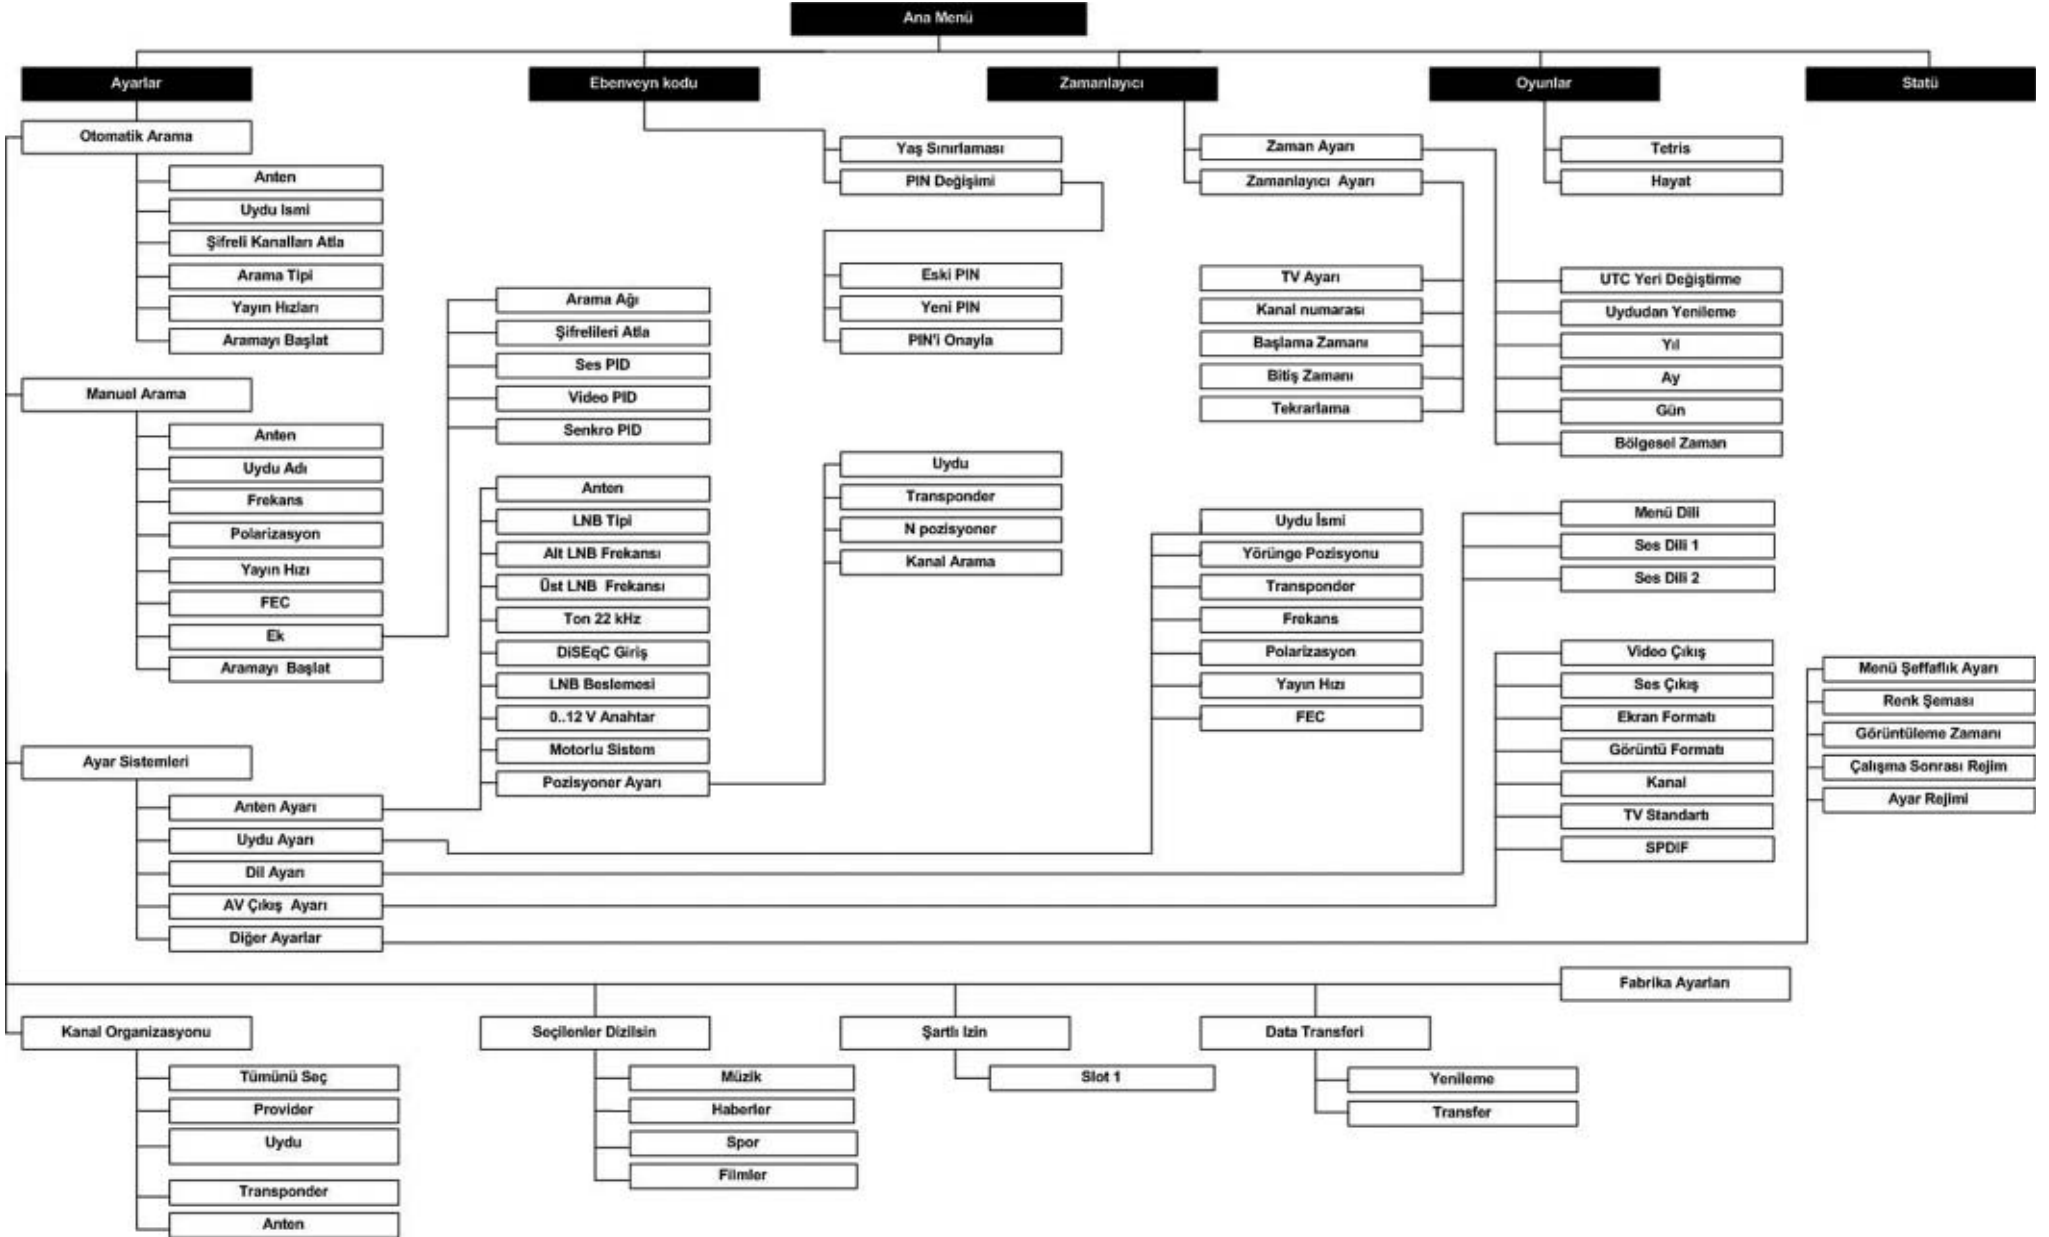 Ana Menü
Ayarlar
Ebenveyn kodu
Zamanlayıcı
Oyunlar
Statü
Otomatik Arama
Anten
Uydu Ismi
Şifreli Kanalları Atla
Arama Tipi
Yayın Hızları
Aramayı Başlat
Manuel Arama
Anten
Uydu Adı
Frekans
Polarizasyon
Yayın Hızı
FEC
Ek
Aramayı Başlat
Arama Ağı
Şifrelileri Atla
Ses PID
Video PID
Senkro PID
Ayar Sistemleri
Anten Ayarı
Uydu Ayarı
Dil Ayarı
AV Çıkış Ayarı
Diğer Ayarlar
Anten
LNB Tipi
Alt LNB Frekansı
Üst LNB Frekansı
Ton 22 kHz
DiSEqC Giriş
LNB Beslemesi
0..12 V Anahtar
Motorlu Sistem
Pozisyoner Ayarı
Uydu
Transponder
N pozisyoner
Kanal Arama
Yaş Sınırlaması
PIN Değişimi
Eski PIN
Yeni PIN
PIN'i Onayla
Zaman Ayarı
Zamanlayıcı Ayarı
TV Ayarı
Kanal numarası
Başlama Zamanı
Bitiş Zamanı
Tekrarlama
Tetris
Hayat
UTC Yeri Değiştirme
Uydudan Yenileme
Yıl
Ay
Gün
Bölgesel Zaman
Uydu İsmi
Yörünge Pozisyonu
Transponder
Frekans
Polarizasyon
Yayın Hızı
FEC
Menü Dili
Ses Dili 1
Ses Dili 2
Video Çıkış
Ses Çıkış
Ekran Formatı
Görüntü Formatı
Kanal
TV Standartı
SPDIF
Menü Şeffaflık Ayarı
Renk Şeması
Görüntüleme Zamanı
Çalışma Sonrası Rejim
Ayar Rejimi
Fabrika Ayarları
Kanal Organizasyonu
Tümünü Seç
Provider
Uydu
Transponder
Anten
Seçilenler Dizilsin
Müzik
Haberler
Spor
Filmler
Şartlı Izin
Slot 1
Data Transferi
Yenileme
Transfer